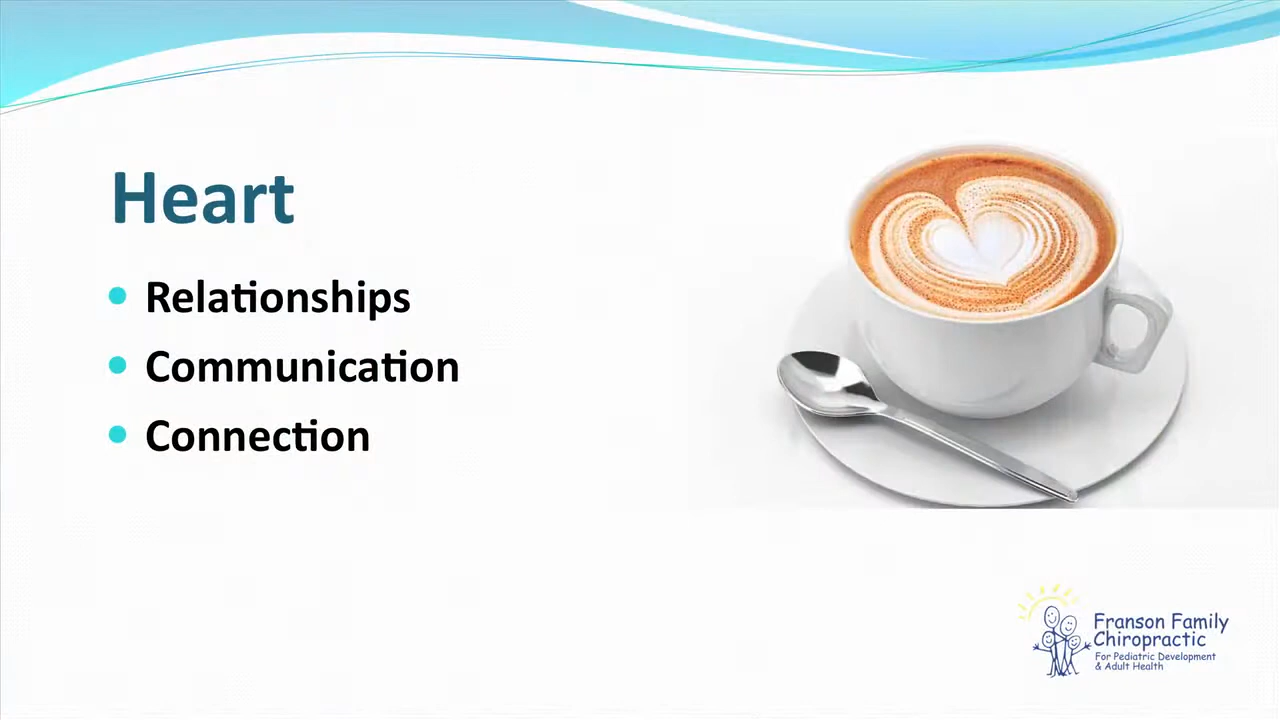 Heart
Relationships
Communication
Connection
Franson Family
Chiropractic
For Pediatric Development
& Adult Health